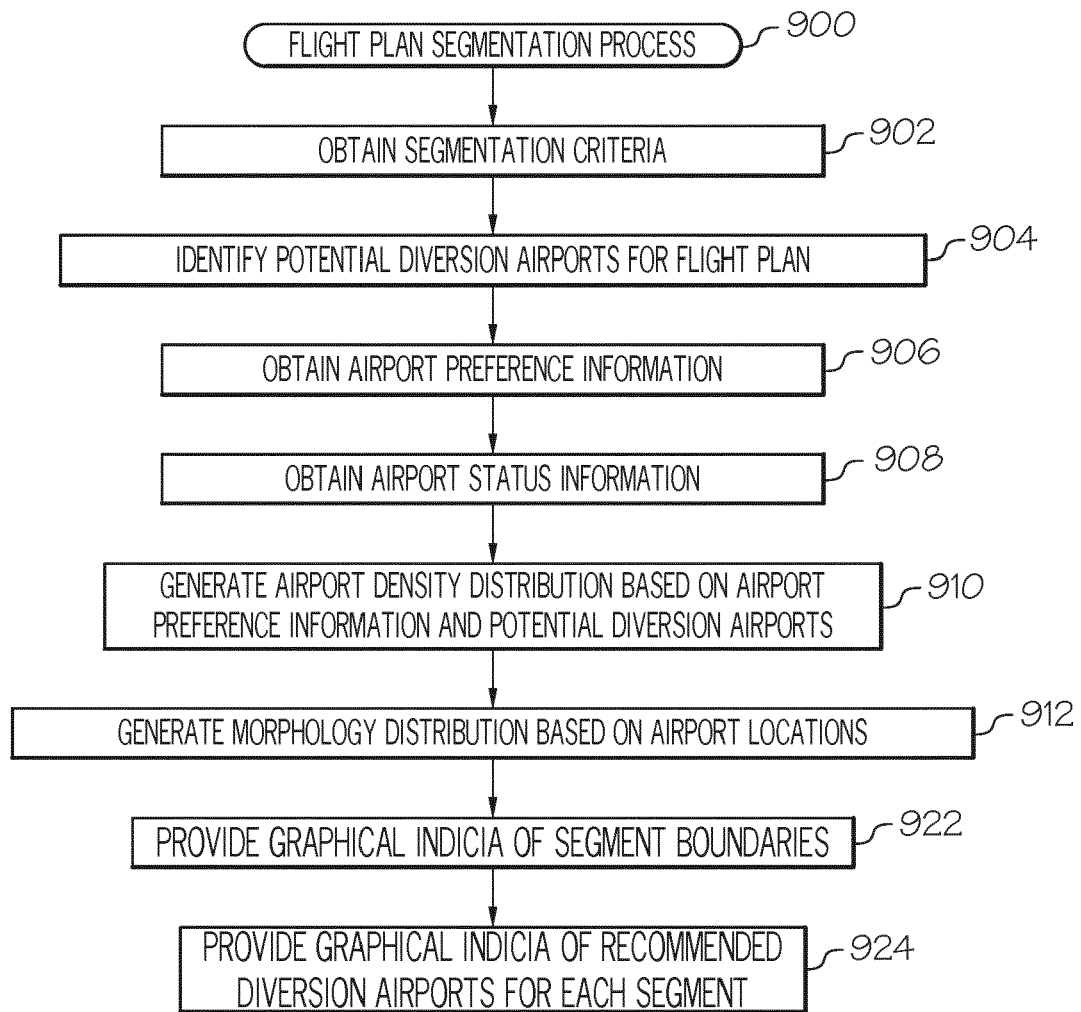 900
FLIGHT PLAN SEGMENTATION PROCESS
902
OBTAIN SEGMENTATION CRITERIA
904
IDENTIFY POTENTIAL DIVERSION AIRPORTS FOR FLIGHT PLAN
906
OBTAIN AIRPORT PREFERENCE INFORMATION
908
OBTAIN AIRPORT STATUS INFORMATION
GENERATE AIRPORT DENSITY DISTRIBUTION BASED ON AIRPORT
PREFERENCE INFORMATION AND POTENTIAL DIVERSION AIRPORTS
910
912
GENERATE MORPHOLOGY DISTRIBUTION BASED ON AIRPORT LOCATIONS
922
PROVIDE GRAPHICAL INDICIA OF SEGMENT BOUNDARIES
PROVIDE GRAPHICAL INDICIA OF RECOMMENDED
DIVERSION AIRPORTS FOR EACH SEGMENT
924